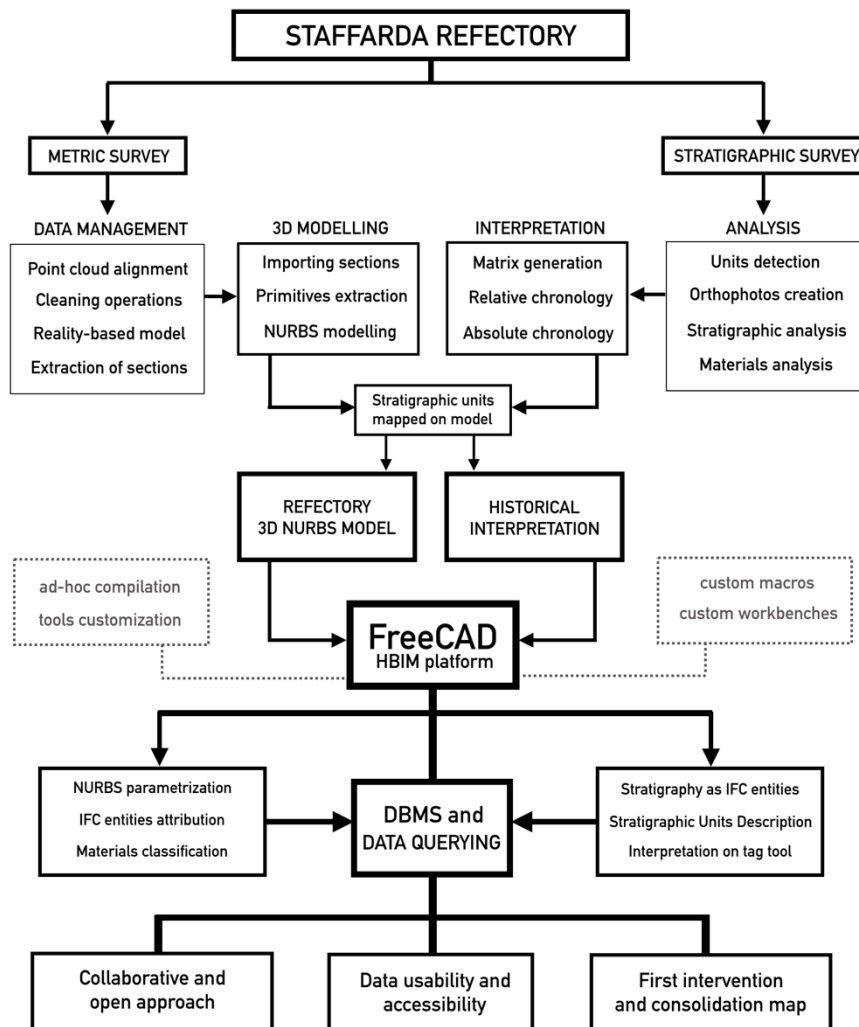 STAFFARDA REFECTORY
METRIC SURVEY
STRATIGRAPHIC SURVEY
DATA MANAGEMENT
Point cloud alignment
Cleaning operations
Reality-based model
Extraction of sections
3D MODELLING
Importing sections
Primitives extraction
NURBS modelling
INTERPRETATION
Matrix generation
Relative chronology
Absolute chronology
ANALYSIS
Units detection
Orthophotos creation
Stratigraphic analysis
Materials analysis
Stratigraphic units
mapped on model
REFECTORY
3D NURBS MODEL
HISTORICAL
INTERPRETATION
ad-hoc compilation
tools customization
custom macros
custom workbenches
FreeCAD
HBIM platform
NURBS parametrization
IFC entities attribution
Materials classification
DBMS and
DATA QUERYING
Stratigraphy as IFC entities
Stratigraphic Units Description
Interpretation on tag tool
Collaborative and
open approach
Data usability and
accessibility
First intervention
and consolidation map